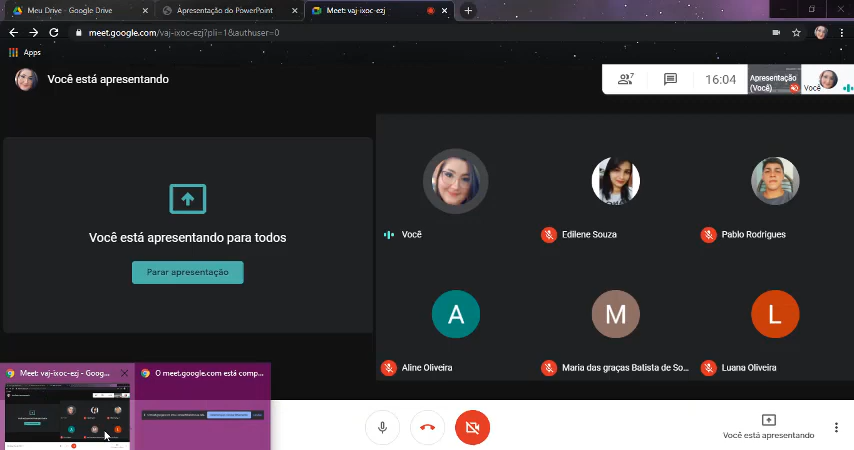 Meu Drive - Google Drive
Apresentação do PowerPoint
Meet: vaj-ixoc-ezj
meet.google.com/vaj-ixoc-ezj?pli=1&authuser=0
Apps
Você está apresentando
7
16:04
Apresentação
(Você)
Você
Você está apresentando para todos
Parar apresentação
Você
Edilene Souza
Pablo Rodrigues
A
M
L
Aline Oliveira
Maria das graças Batista de So...
Luana Oliveira
Meet: vaj-ixoc-ezj - Goog...
O meet.google.com está comp...
Você está apresentando